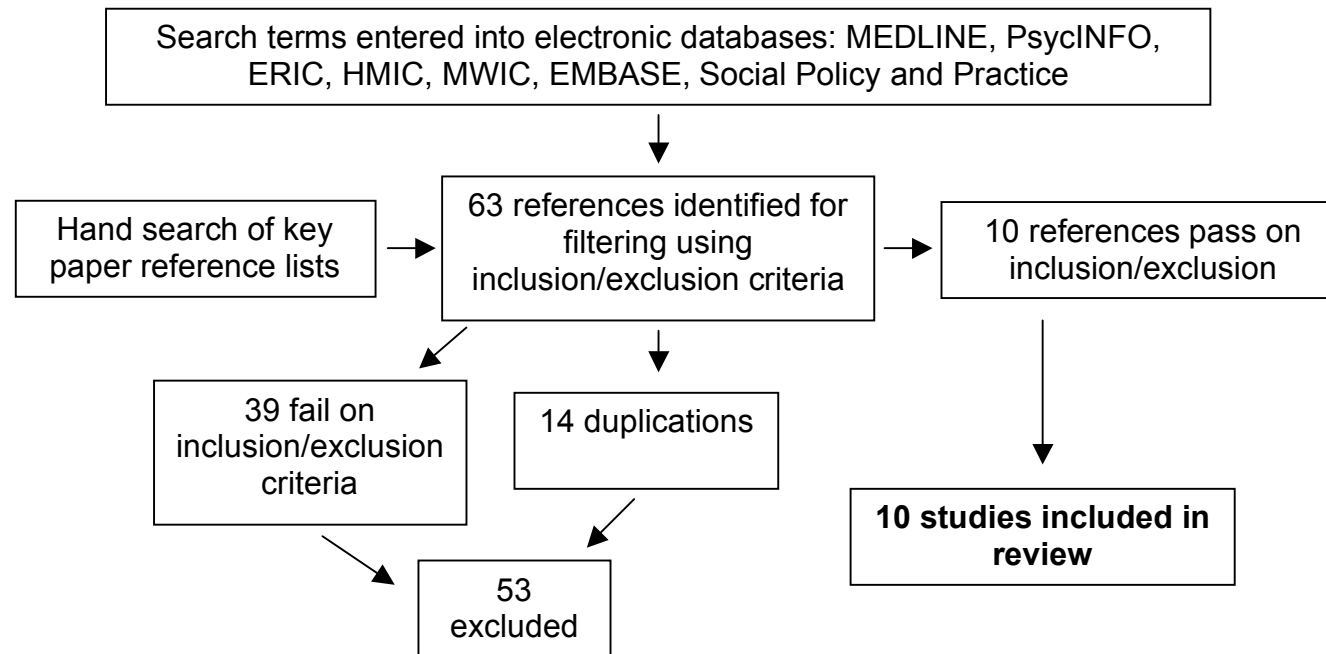 Search terms entered into electronic databases: MEDLINE, PsycINFO,
ERIC, HMIC, MWIC, EMBASE, Social Policy and Practice
Hand search of key
paper reference lists
63 references identified for
filtering using
inclusion/exclusion criteria
10 references pass on
inclusion/exclusion
39 fail on
inclusion/exclusion
criteria
14 duplications
10 studies included in
review
53
excluded